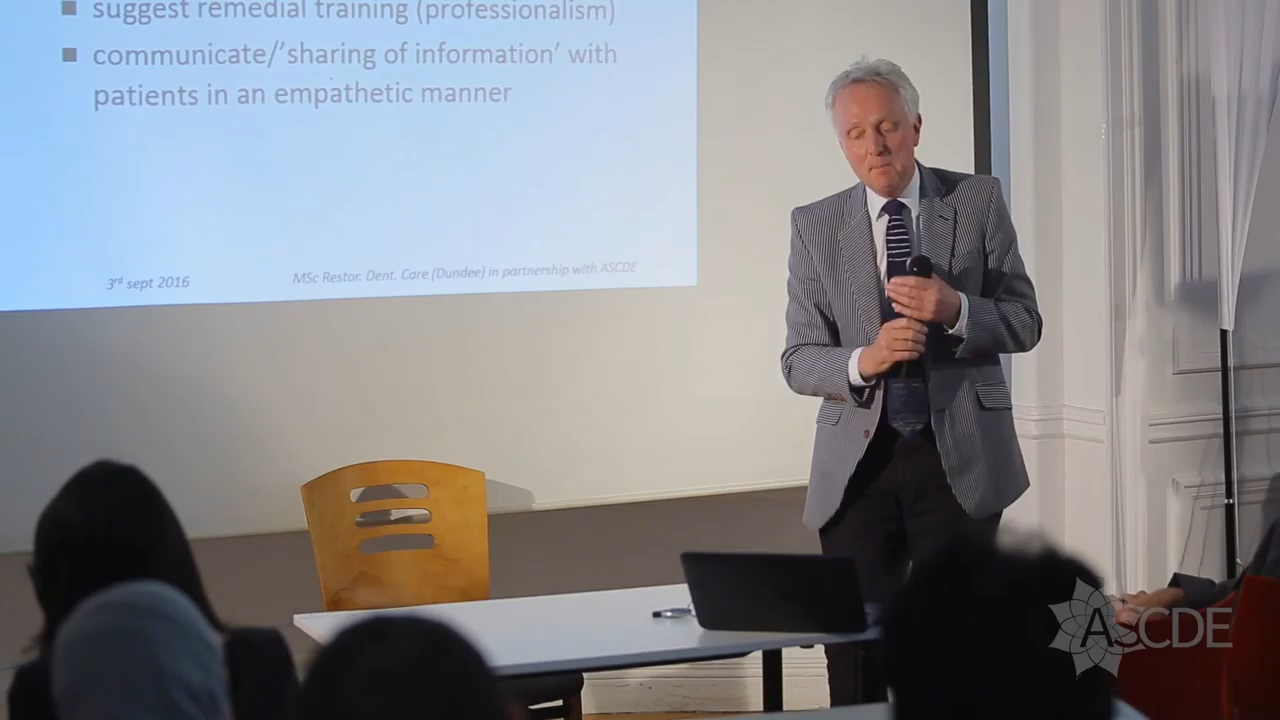 suggest remedial training (professionalism)
communicate/'sharing of information' with
patients in an empathetic manner
3rd sept 2016
MSc Restor. Dent. Care (Dundee) in partnership with ASCDE
ASCDE